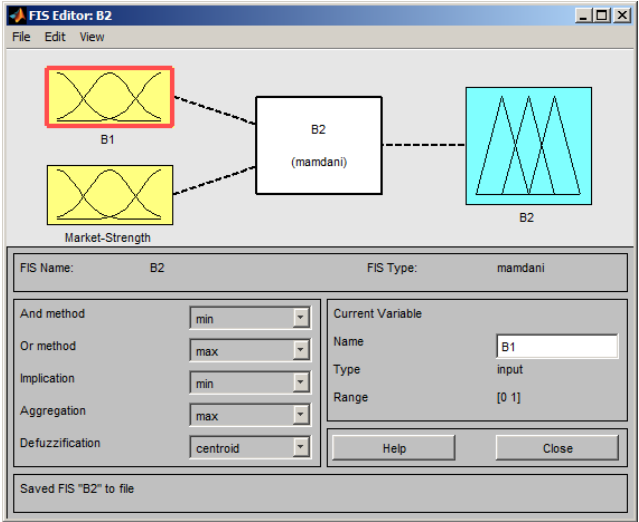 FIS Editor: B2
File Edit View
B1
Market-Strength
B2
(mamdani)
B2
FIS Name: B2 FIS Type: mamdani
And method min
Or method max
Implication min
Aggregation max
Defuzzification centroid
Current Variable
Name B1
Type input
Range [0 1]
Help Close
Saved FIS "B2" to file